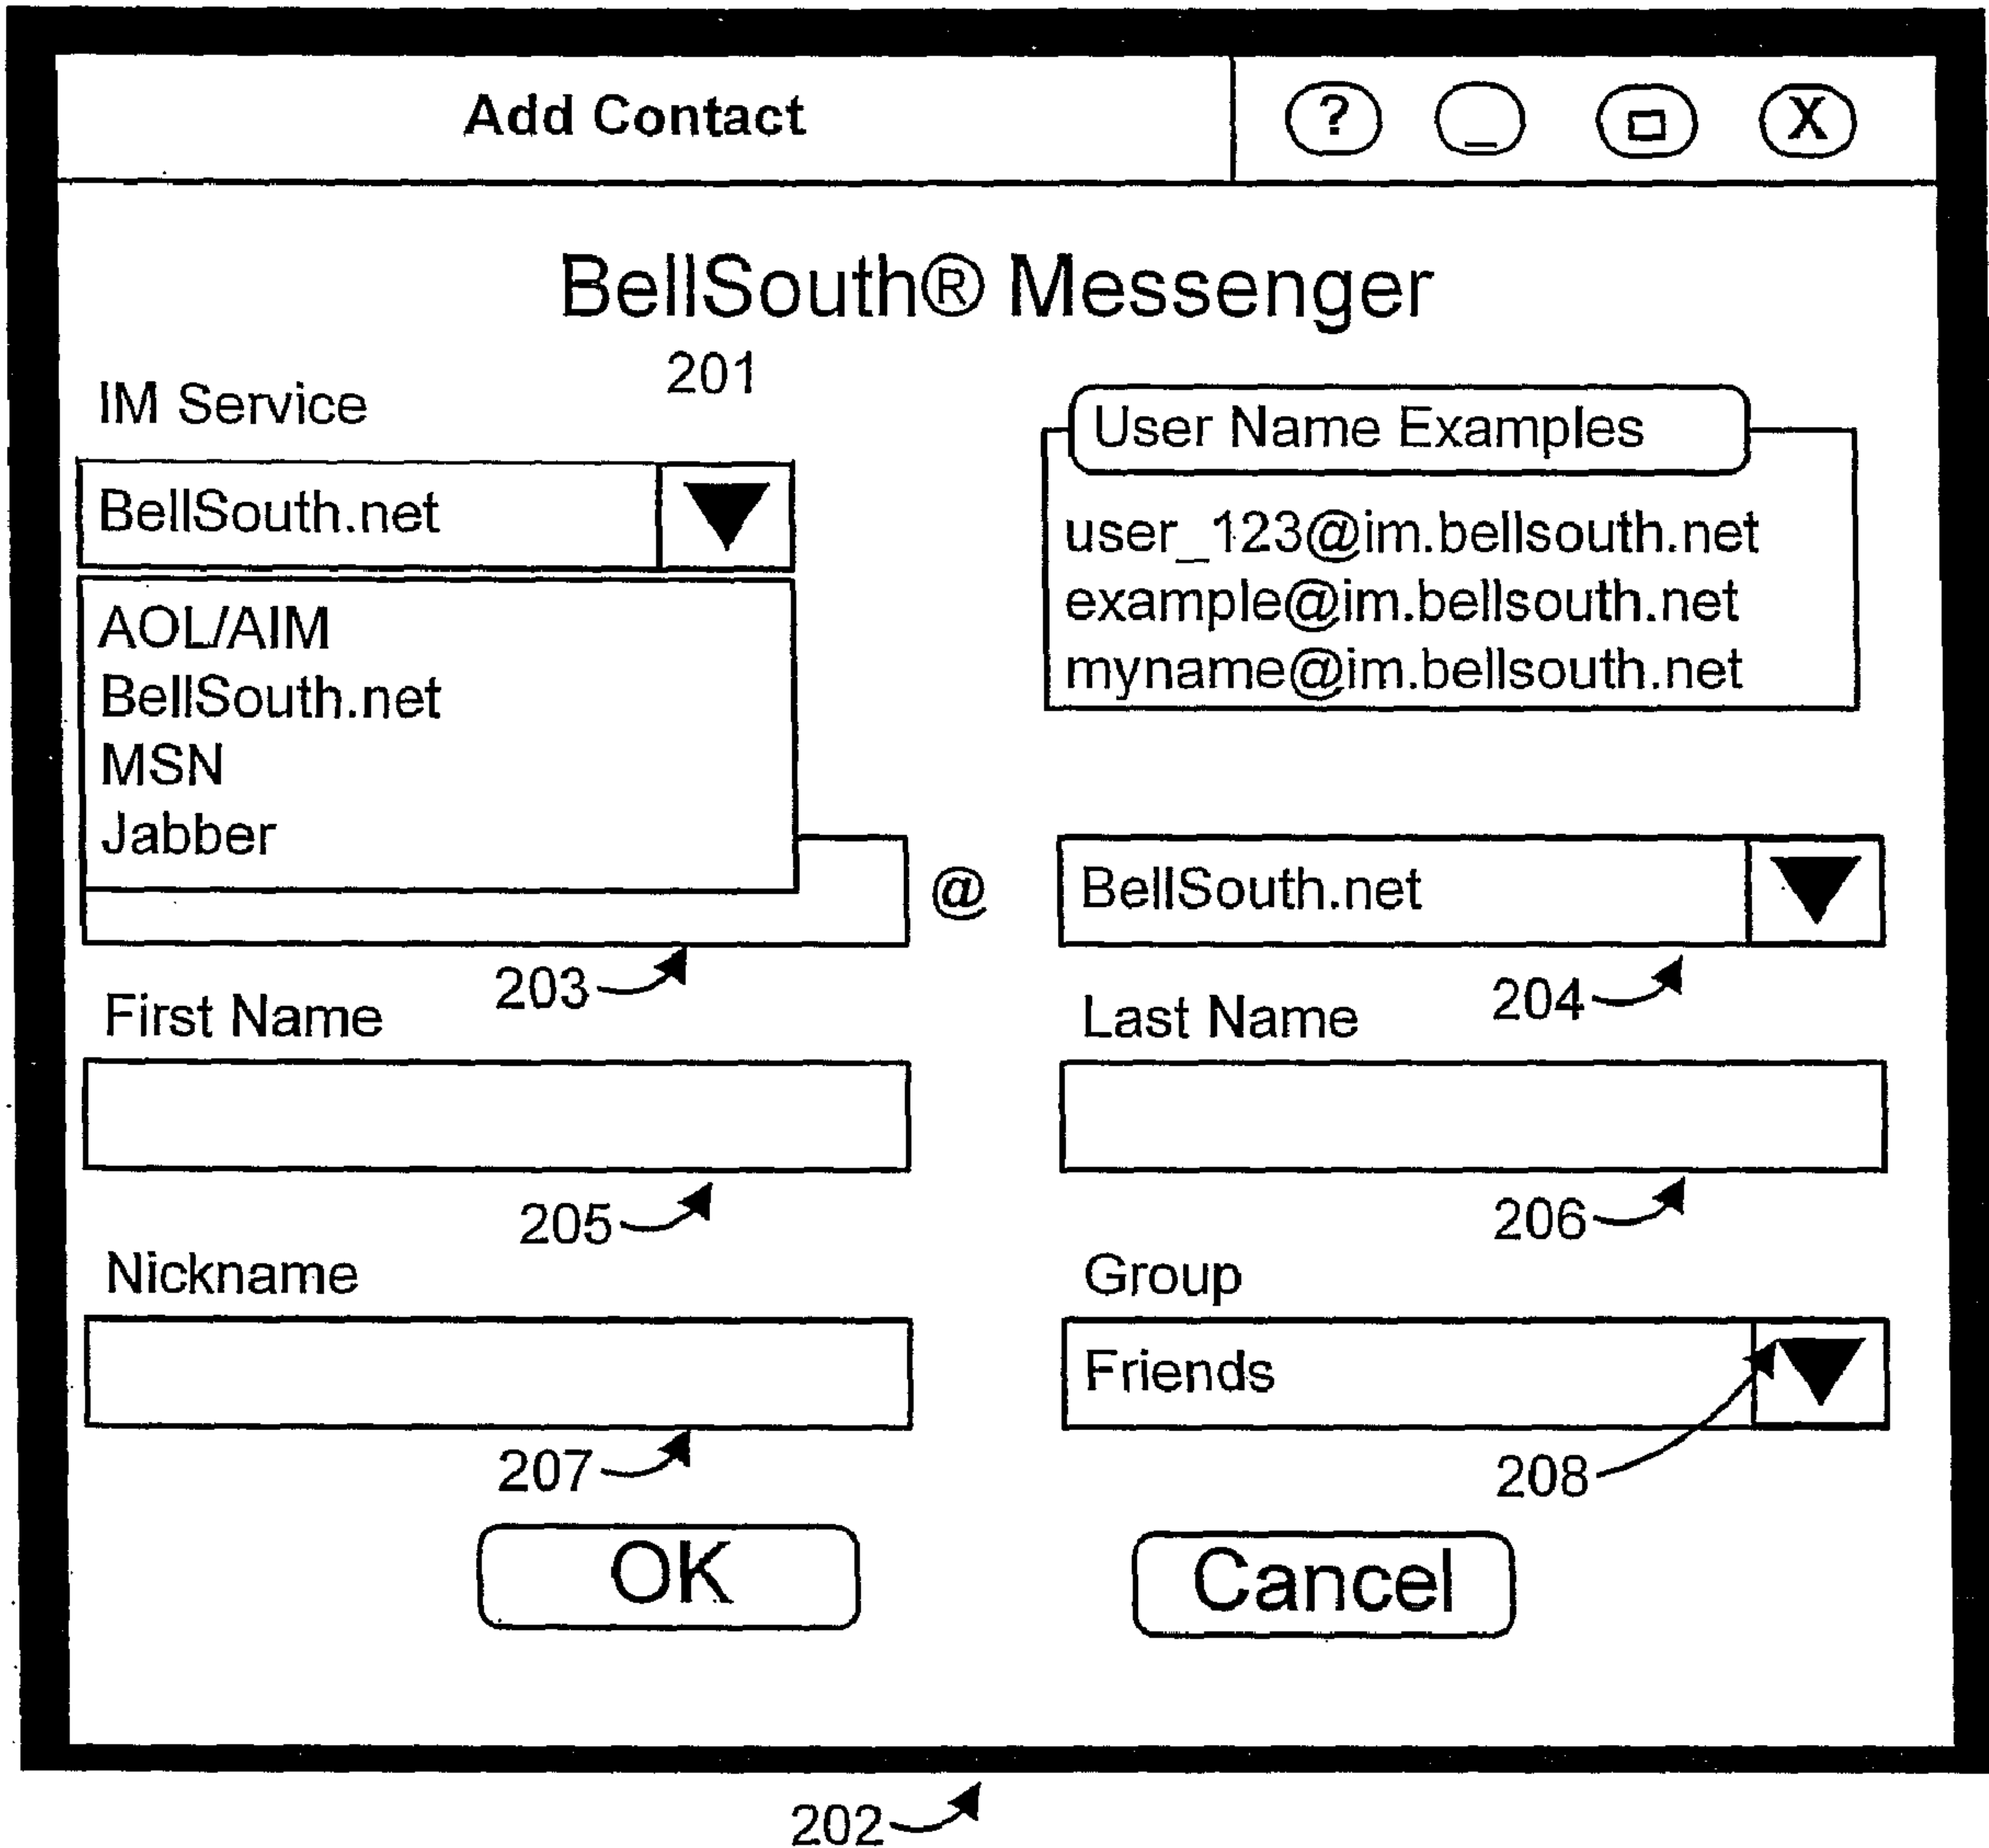 Add Contact
? _ X
BellSouth® Messenger
201
IM Service
BellSouth.net
AOL/AIM
BellSouth.net
MSN
Jabber
User Name Examples
user_123@im.bellsouth.net
example@im.bellsouth.net
myname@im.bellsouth.net
@
BellSouth.net
203
204
First Name
Last Name
205
206
Nickname
Group
Friends
207
208
OK
Cancel
202